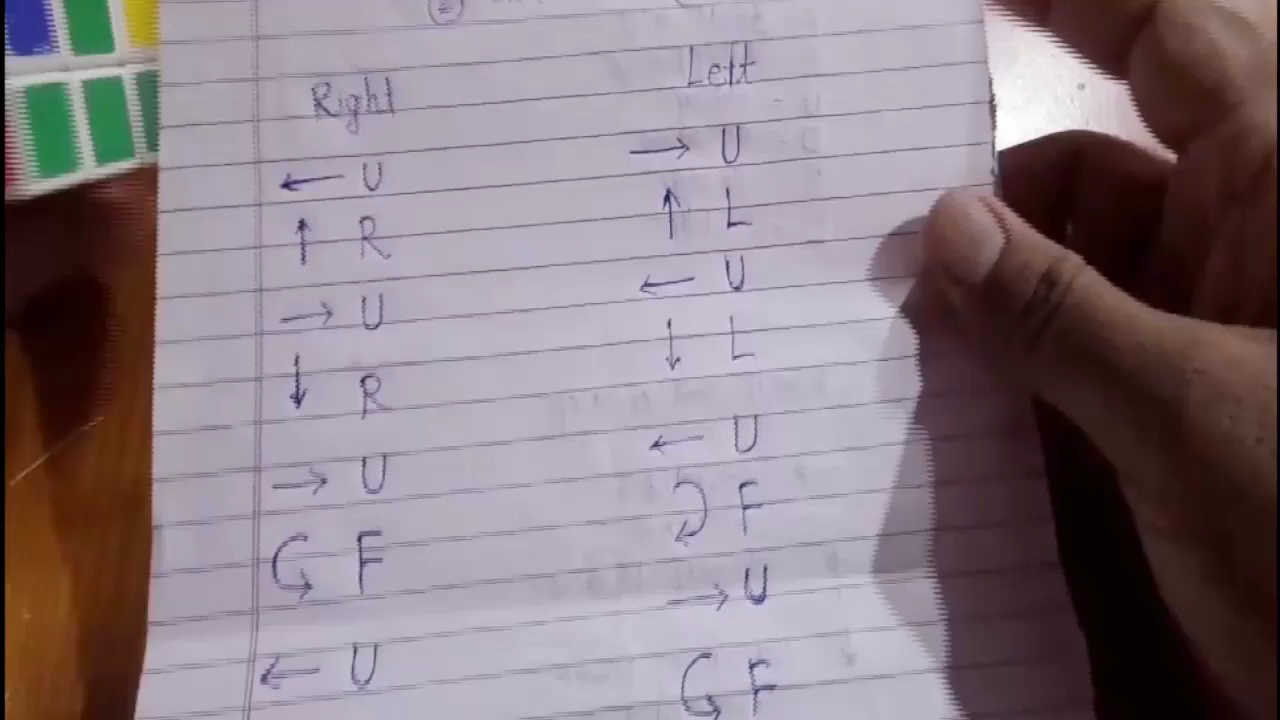 Right Left
← U → U
↑ R ↑ L
→ U ← U
↓ R ↓ L
→ U ← U
⤹ F ⤵ F
← U → U
⤹ F